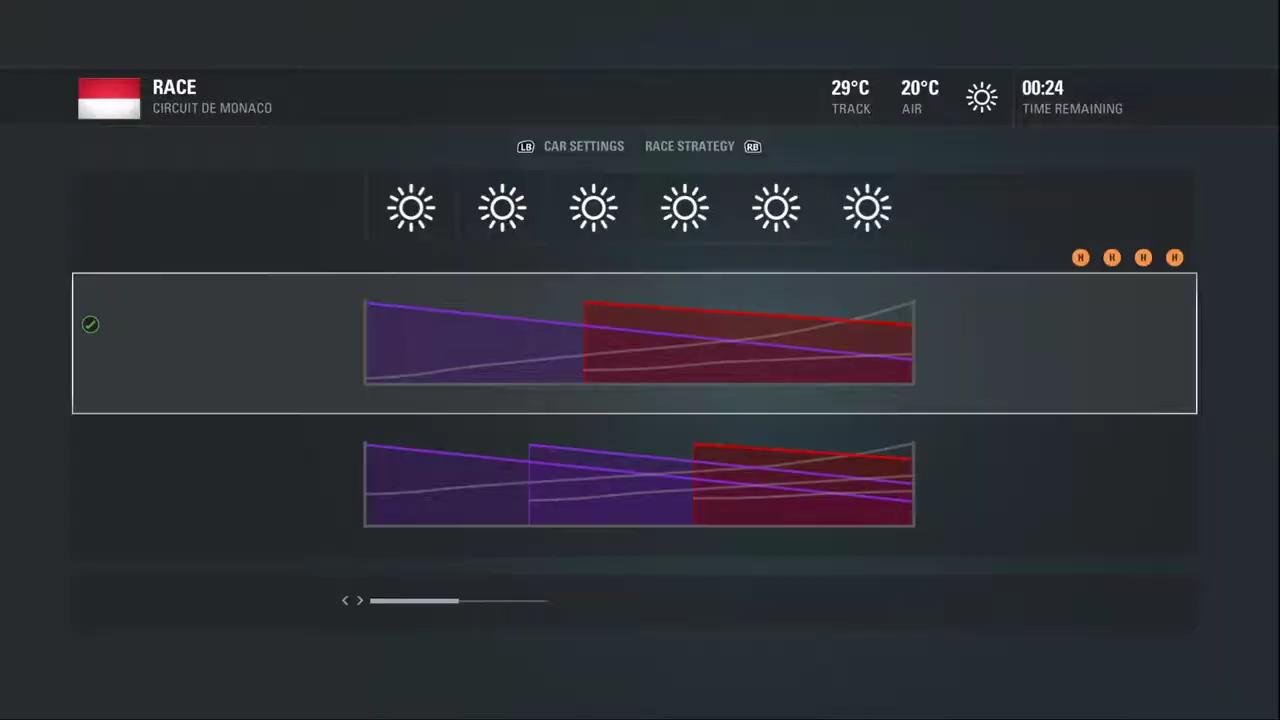 RACE
CIRCUIT DE MONACO
29°C
TRACK
20°C
AIR
00:24
TIME REMAINING
LB CAR SETTINGS RACE STRATEGY RB
H H H H